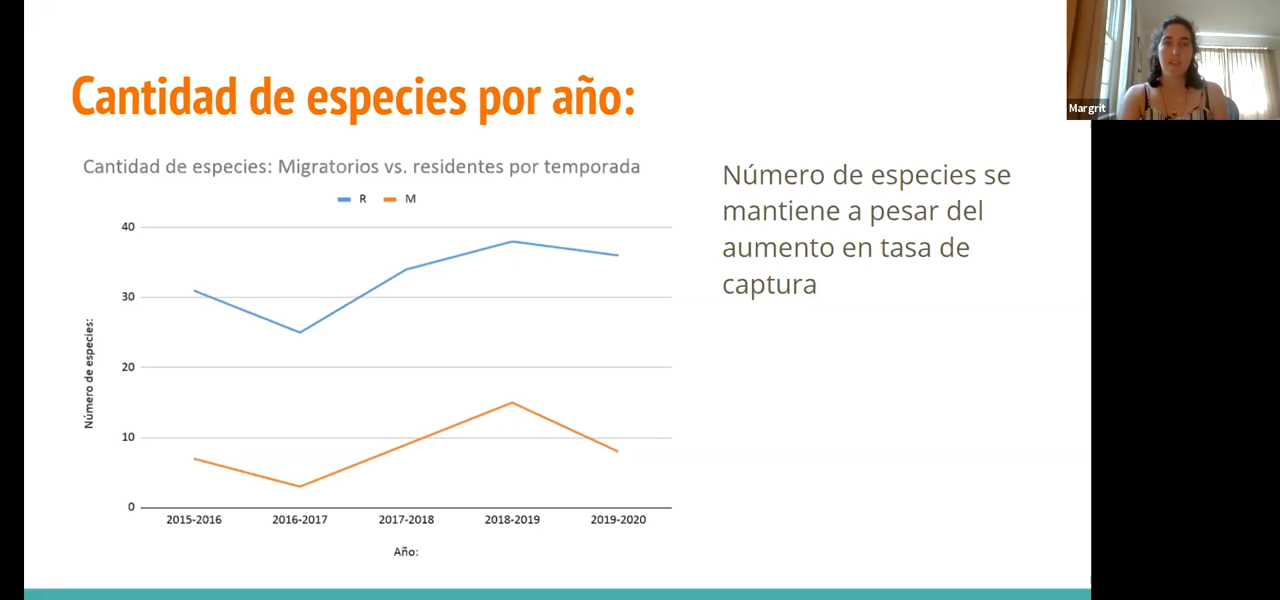 Cantidad de especies por año:
Margrit
Cantidad de especies: Migratorios vs. residentes por temporada
R M
Número de especies se
mantiene a pesar del
aumento en tasa de
captura
40
30
20
10
0
Número de especies:
2015-2016 2016-2017 2017-2018 2018-2019 2019-2020
Año: